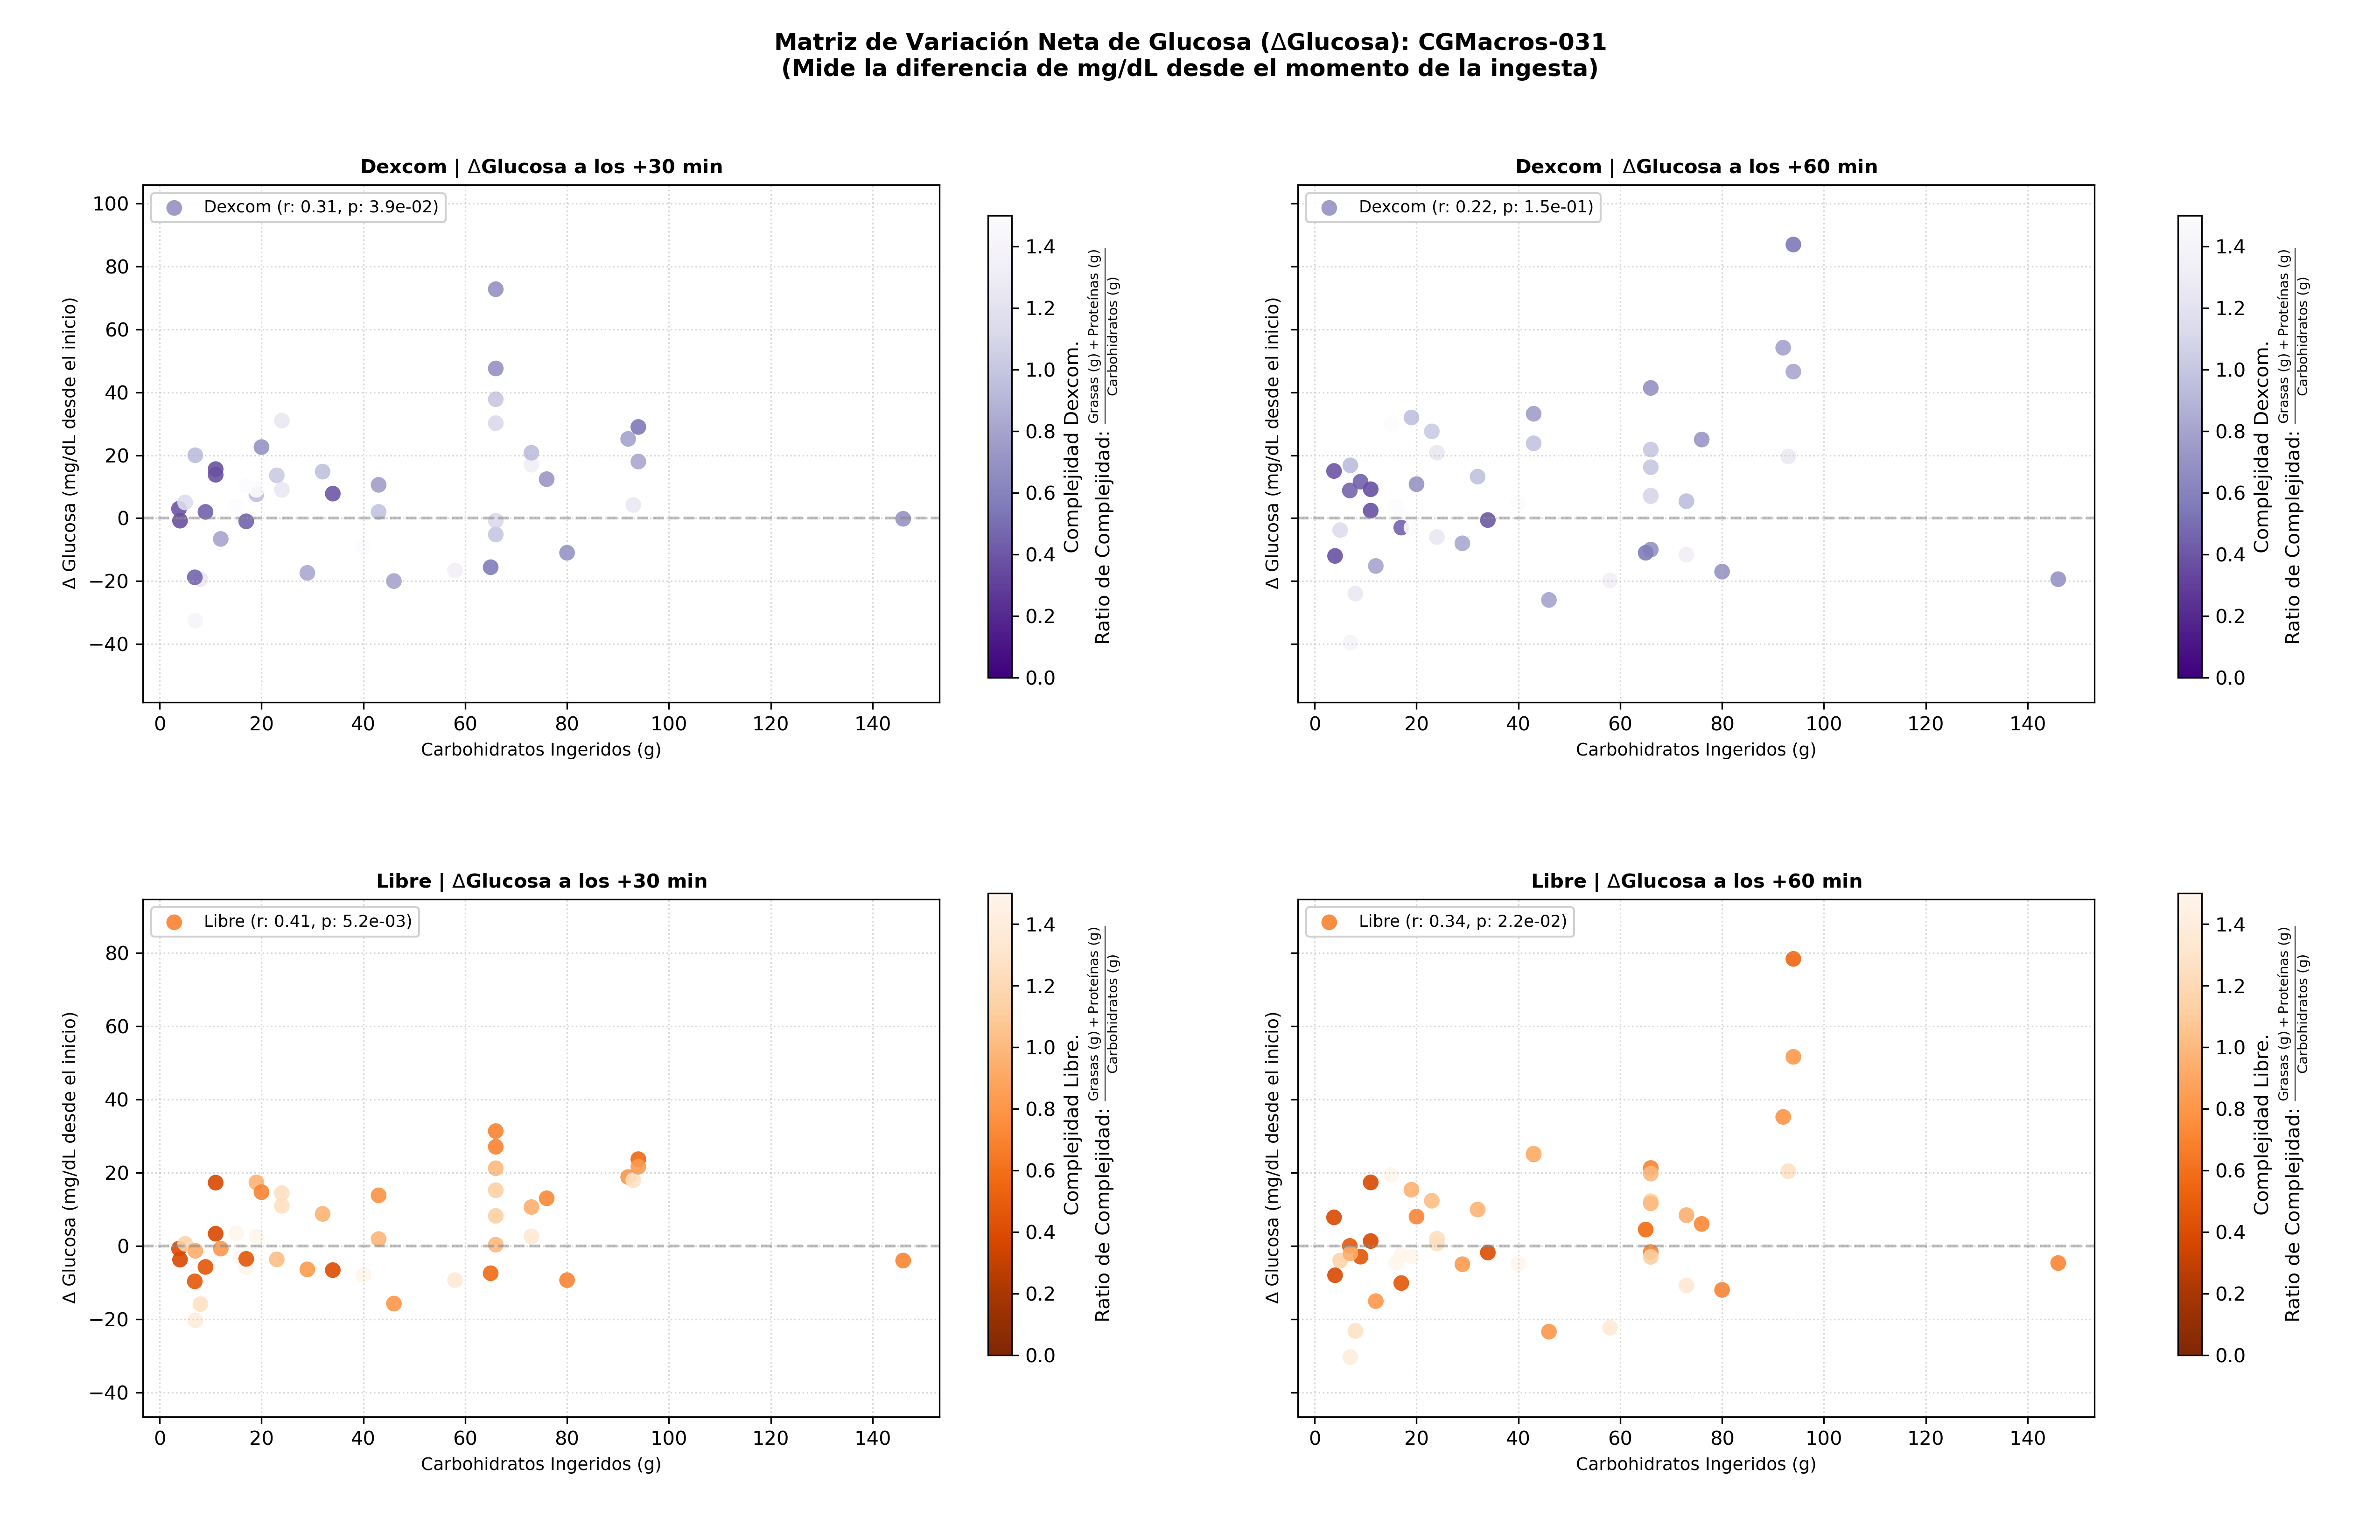 Matriz de Variación Neta de Glucosa (ΔGlucosa): CGMacros-031
(Mide la diferencia de mg/dL desde el momento de la ingesta)
Dexcom | ΔGlucosa a los +30 min
Dexcom (r: 0.31, p: 3.9e-02)
100
80
60
40
20
0
−20
−40
Δ Glucosa (mg/dL desde el inicio)
0 20 40 60 80 100 120 140
Carbohidratos Ingeridos (g)
1.4
1.2
1.0
0.8
0.6
0.4
0.2
0.0
Complejidad Dexcom.
Ratio de Complejidad: Grasas (g) + Proteínas (g)
Carbohidratos (g)
Dexcom | ΔGlucosa a los +60 min
Dexcom (r: 0.22, p: 1.5e-01)
Δ Glucosa (mg/dL desde el inicio)
0 20 40 60 80 100 120 140
Carbohidratos Ingeridos (g)
1.4
1.2
1.0
0.8
0.6
0.4
0.2
0.0
Complejidad Dexcom.
Ratio de Complejidad: Grasas (g) + Proteínas (g)
Carbohidratos (g)
Libre | ΔGlucosa a los +30 min
Libre (r: 0.41, p: 5.2e-03)
80
60
40
20
0
−20
−40
Δ Glucosa (mg/dL desde el inicio)
0 20 40 60 80 100 120 140
Carbohidratos Ingeridos (g)
1.4
1.2
1.0
0.8
0.6
0.4
0.2
0.0
Complejidad Libre.
Ratio de Complejidad: Grasas (g) + Proteínas (g)
Carbohidratos (g)
Libre | ΔGlucosa a los +60 min
Libre (r: 0.34, p: 2.2e-02)
Δ Glucosa (mg/dL desde el inicio)
0 20 40 60 80 100 120 140
Carbohidratos Ingeridos (g)
1.4
1.2
1.0
0.8
0.6
0.4
0.2
0.0
Complejidad Libre.
Ratio de Complejidad: Grasas (g) + Proteínas (g)
Carbohidratos (g)